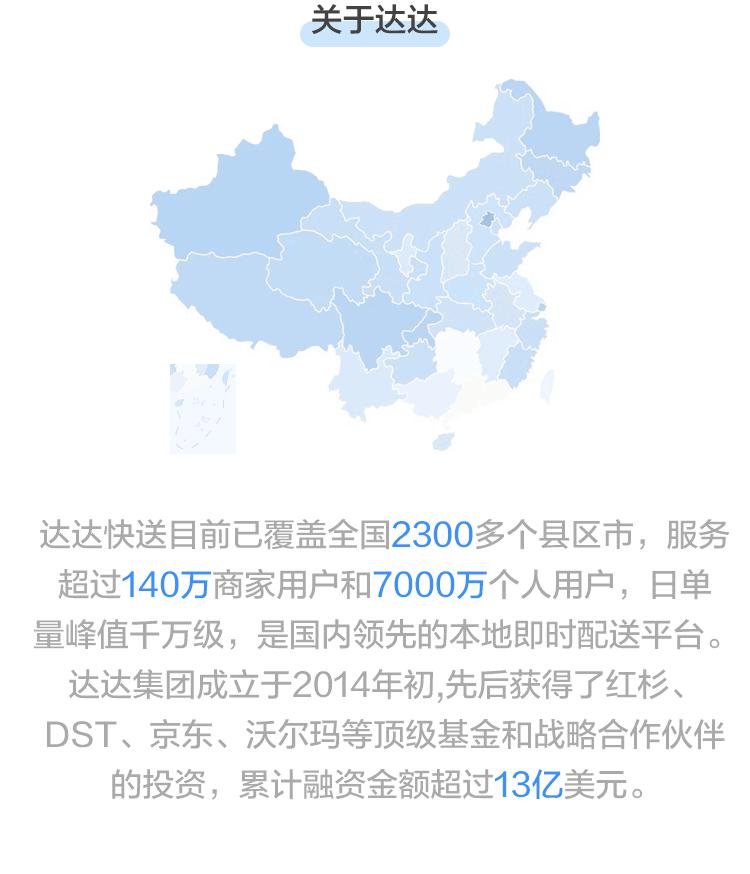 关于达达
达达快送目前已覆盖全国2300多个县区市，服务
超过140万商家用户和7000万个人用户，日单
量峰值千万级，是国内领先的本地即时配送平台。
达达集团成立于2014年初,先后获得了红杉、
DST、京东、沃尔玛等顶级基金和战略合作伙伴
的投资，累计融资金额超过13亿美元。